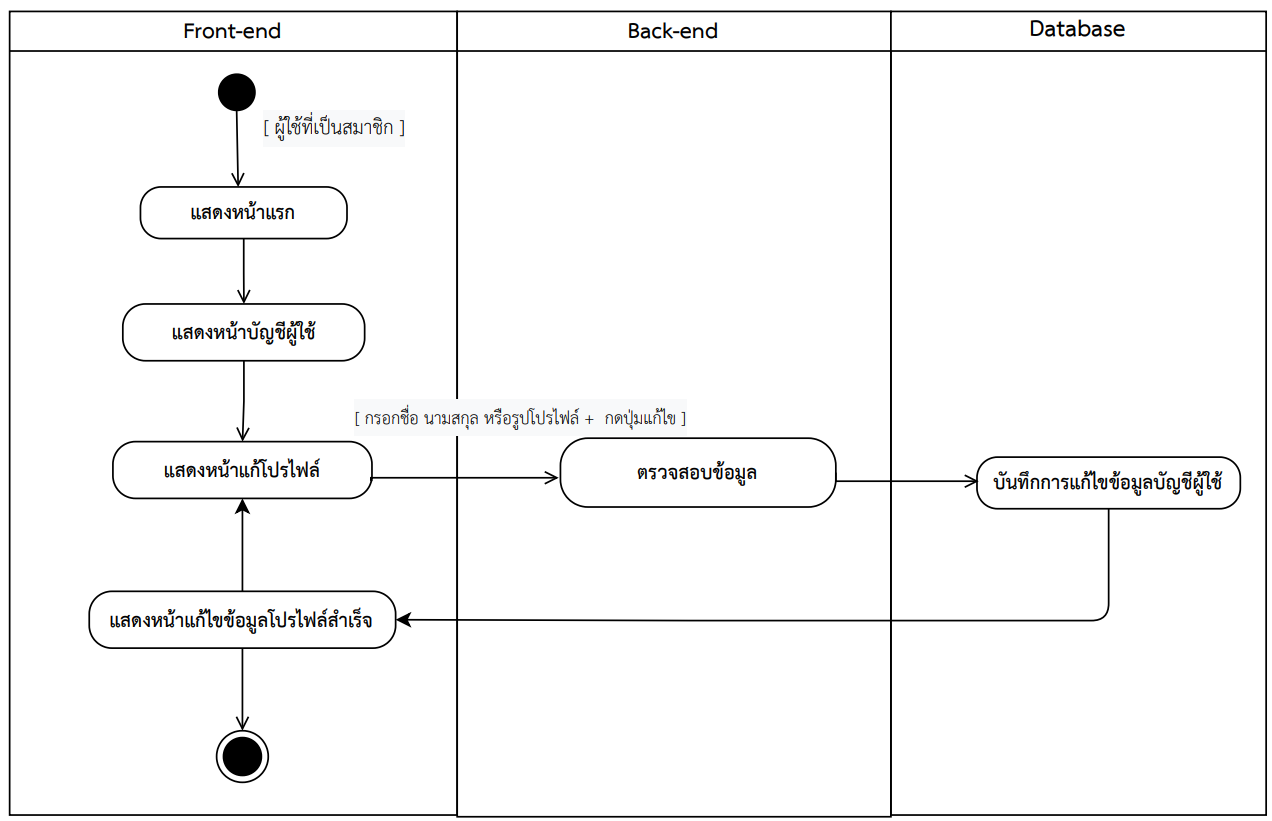 Front-end
Back-end
Database
[ ผู้ใช้ที่เป็นสมาชิก ]
แสดงหน้าแรก
แสดงหน้าบัญชีผู้ใช้
[ กรอกชื่อ นามสกุล หรือรูปโปรไฟล์ + กดปุ่มแก้ไข ]
แสดงหน้าแก้โปรไฟล์
ตรวจสอบข้อมูล
บันทึกการแก้ไขข้อมูลบัญชีผู้ใช้
แสดงหน้าแก้ไขข้อมูลโปรไฟล์สำเร็จ